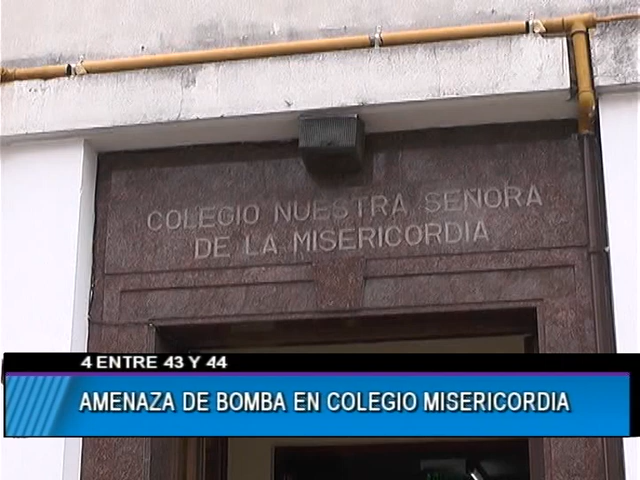 COLEGIO NUESTRA SEÑORA
DE LA MISERICORDIA
4 ENTRE 43 Y 44
AMENAZA DE BOMBA EN COLEGIO MISERICORDIA